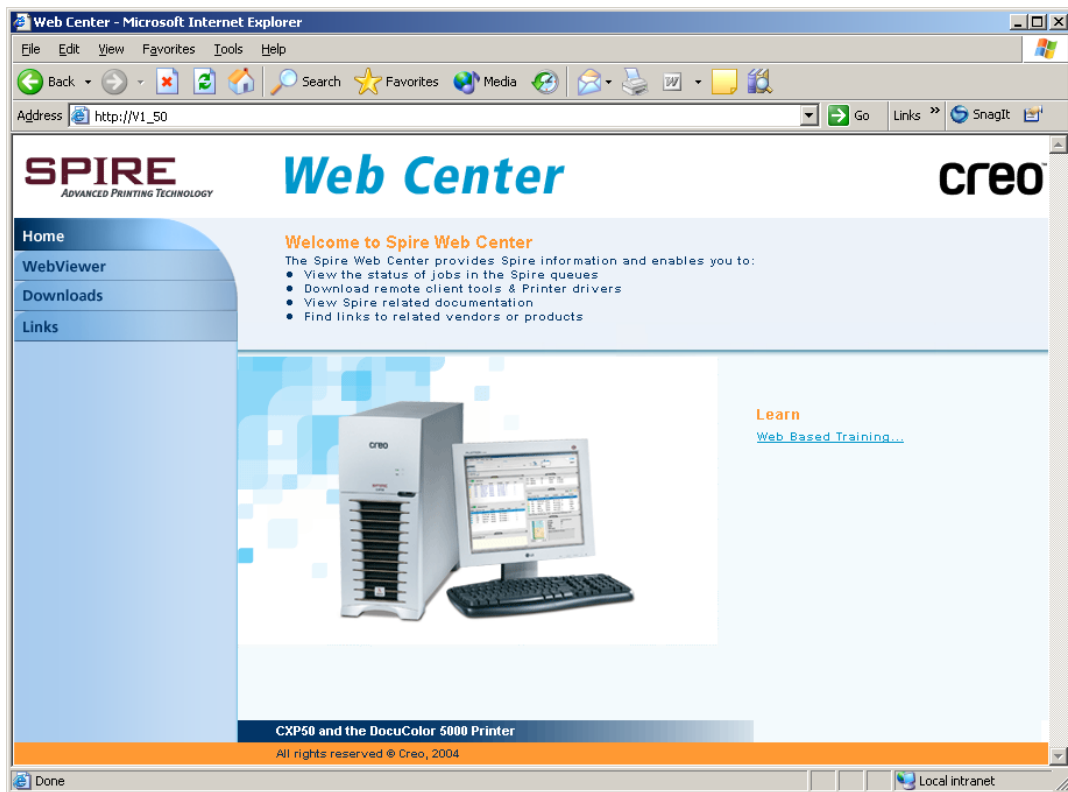 Web Center - Microsoft Internet Explorer
File Edit View Favorites Tools Help
Back Search Favorites Media
Address http://V1_50 Go Links » SnagIt
SPIRE
ADVANCED PRINTING TECHNOLOGY
Web Center
creo
Home
WebViewer
Downloads
Links
Welcome to Spire Web Center
The Spire Web Center provides Spire information and enables you to:
• View the status of jobs in the Spire queues
• Download remote client tools & Printer drivers
• View Spire related documentation
• Find links to related vendors or products
creo
Learn
Web Based Training...
CXP50 and the DocuColor 5000 Printer
All rights reserved © Creo, 2004
Done Local intranet